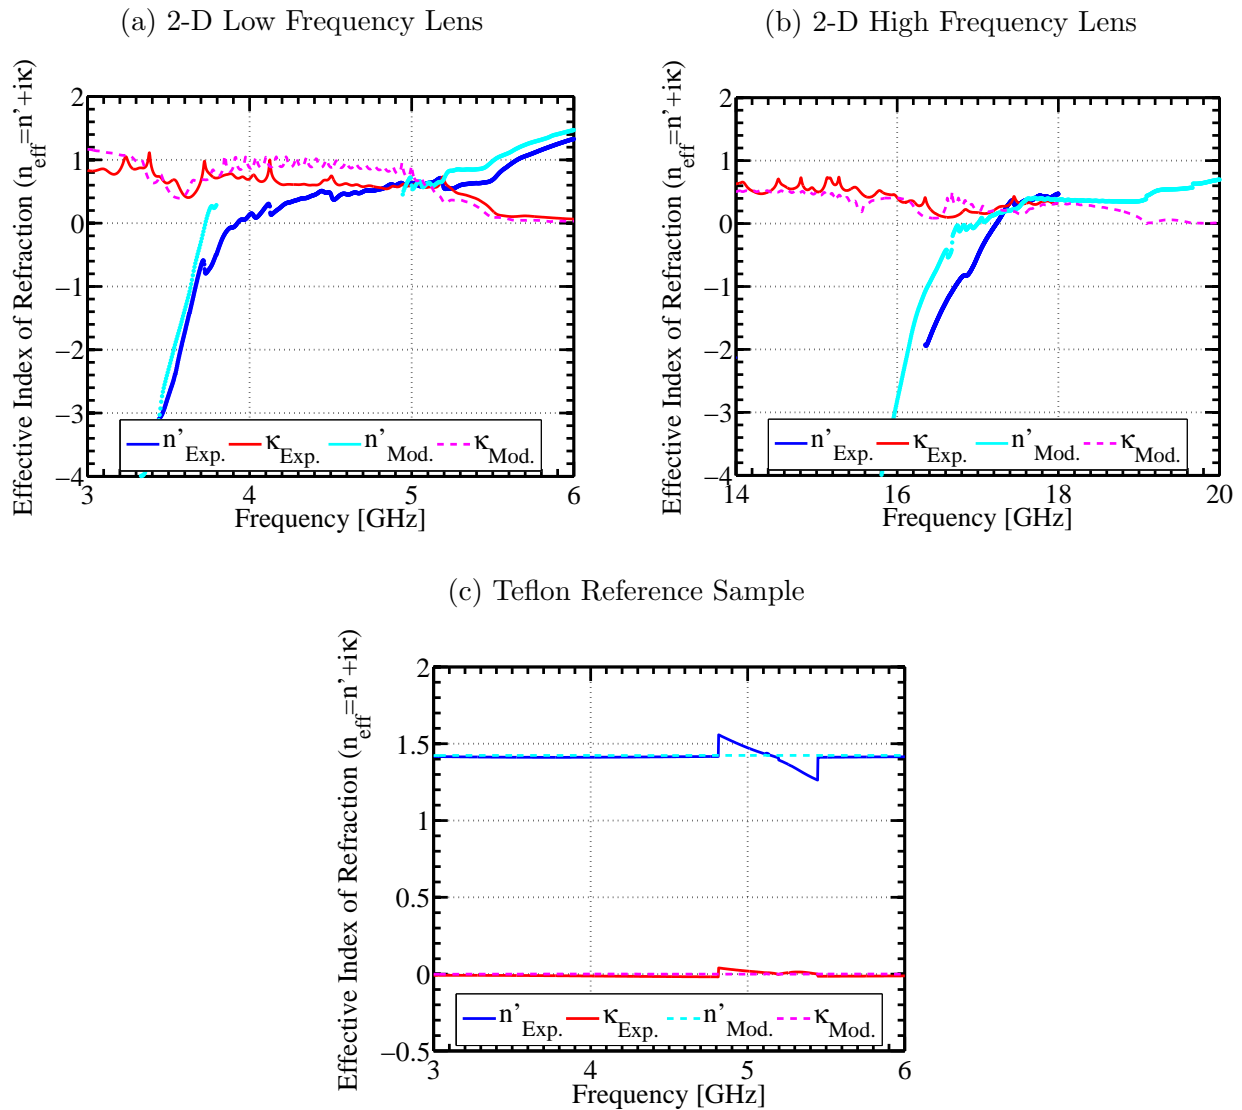 (a) 2-D Low Frequency Lens
Effective Index of Refraction (n_eff=n'+iκ)
2
1
0
−1
−2
−3
−4
n'Exp. κExp. n'Mod. κMod.
3 4 5 6
Frequency [GHz]
(b) 2-D High Frequency Lens
Effective Index of Refraction (n_eff=n'+iκ)
2
1
0
−1
−2
−3
−4
n'Exp. κExp. n'Mod. κMod.
14 16 18 20
Frequency [GHz]
(c) Teflon Reference Sample
Effective Index of Refraction (n_eff=n'+iκ)
2
1.5
1
0.5
0
−0.5
n'Exp. κExp. n'Mod. κMod.
3 4 5 6
Frequency [GHz]